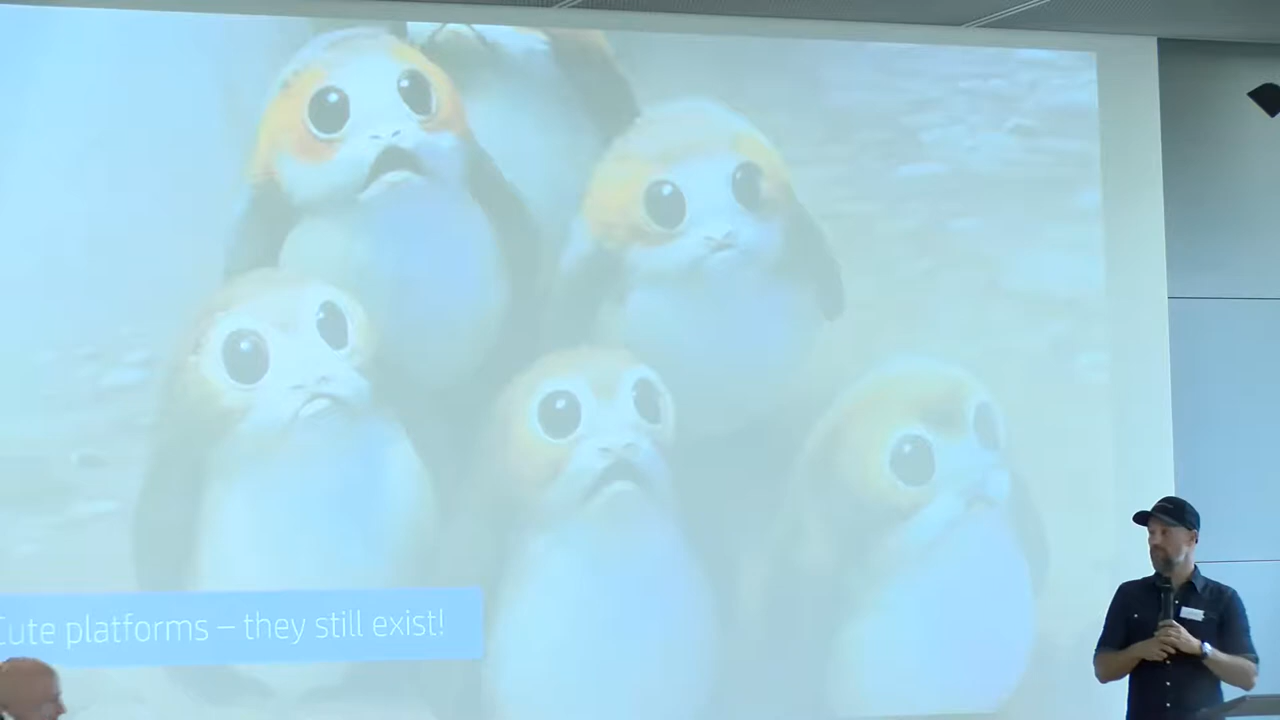 Cute platforms – they still exist!